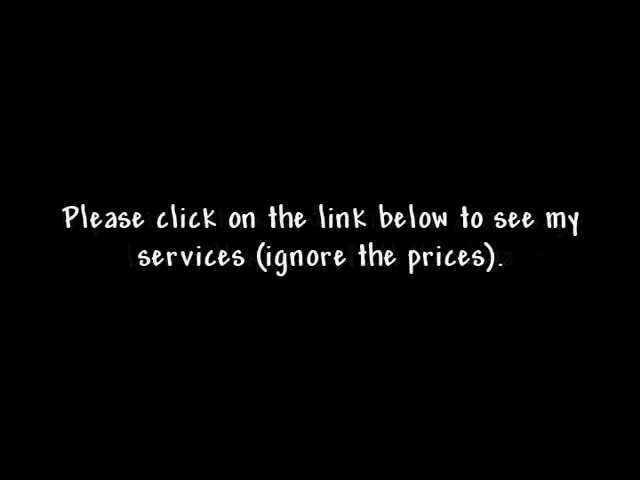 Please click on the link below to see my
services (ignore the prices).